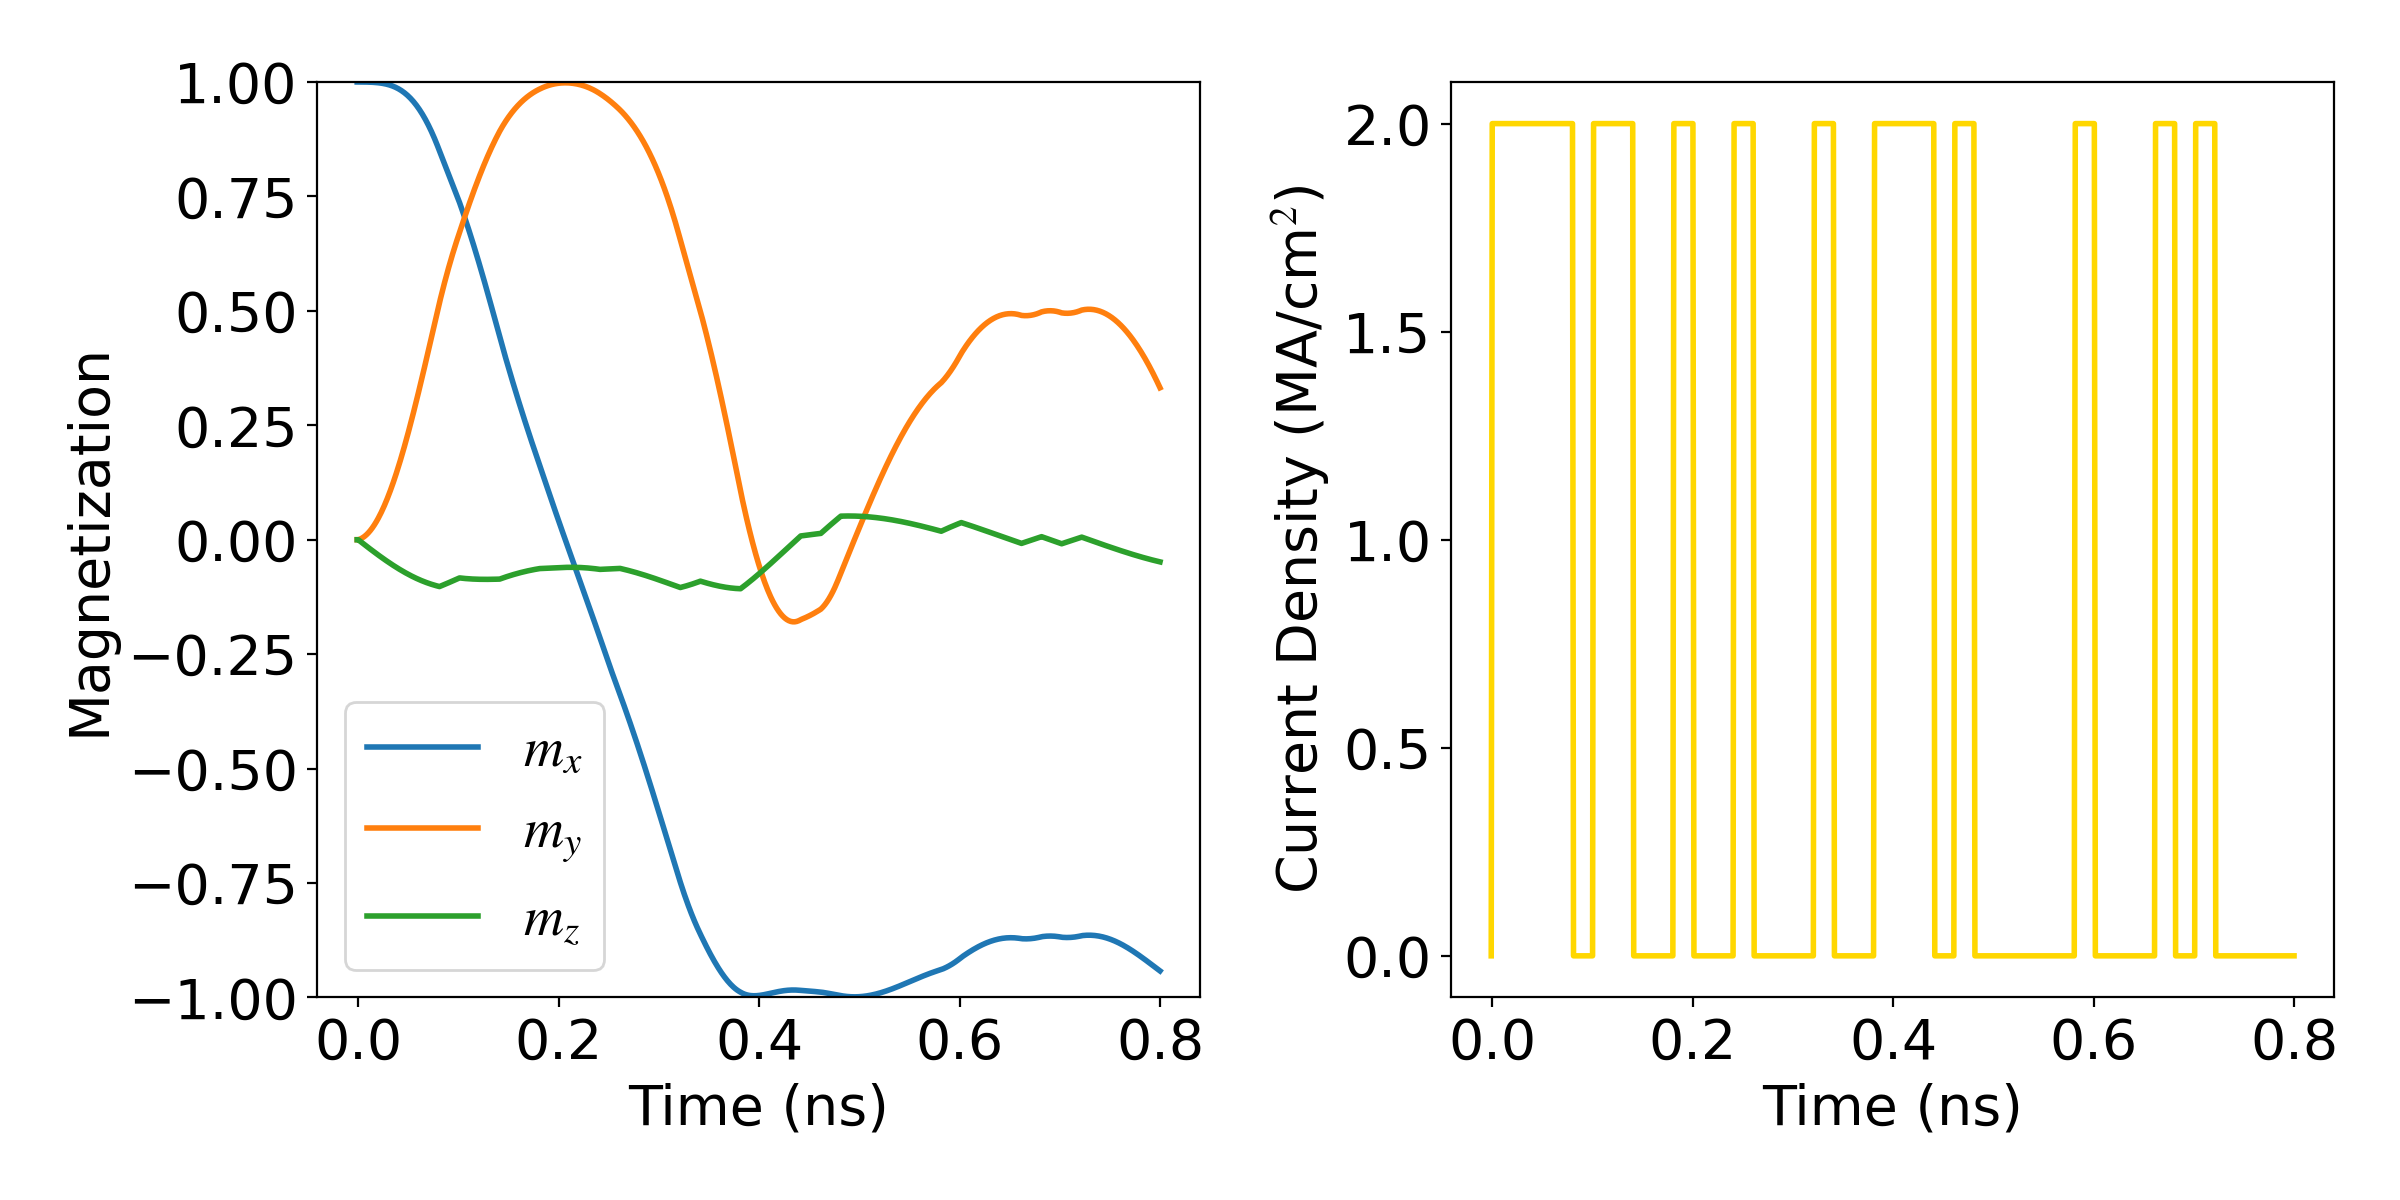 1.00
0.75
0.50
0.25
0.00
−0.25
−0.50
−0.75
−1.00
Magnetization
m_x
m_y
m_z
0.0 0.2 0.4 0.6 0.8
Time (ns)
2.0
1.5
1.0
0.5
0.0
Current Density (MA/cm²)
0.0 0.2 0.4 0.6 0.8
Time (ns)